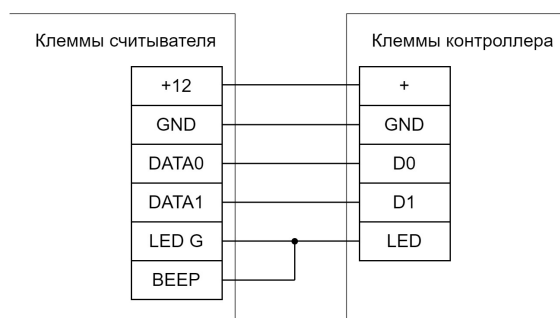 Клеммы считывателя
Клеммы контроллера
+12
+
GND
GND
DATA0
D0
DATA1
D1
LED G
LED
BEEP